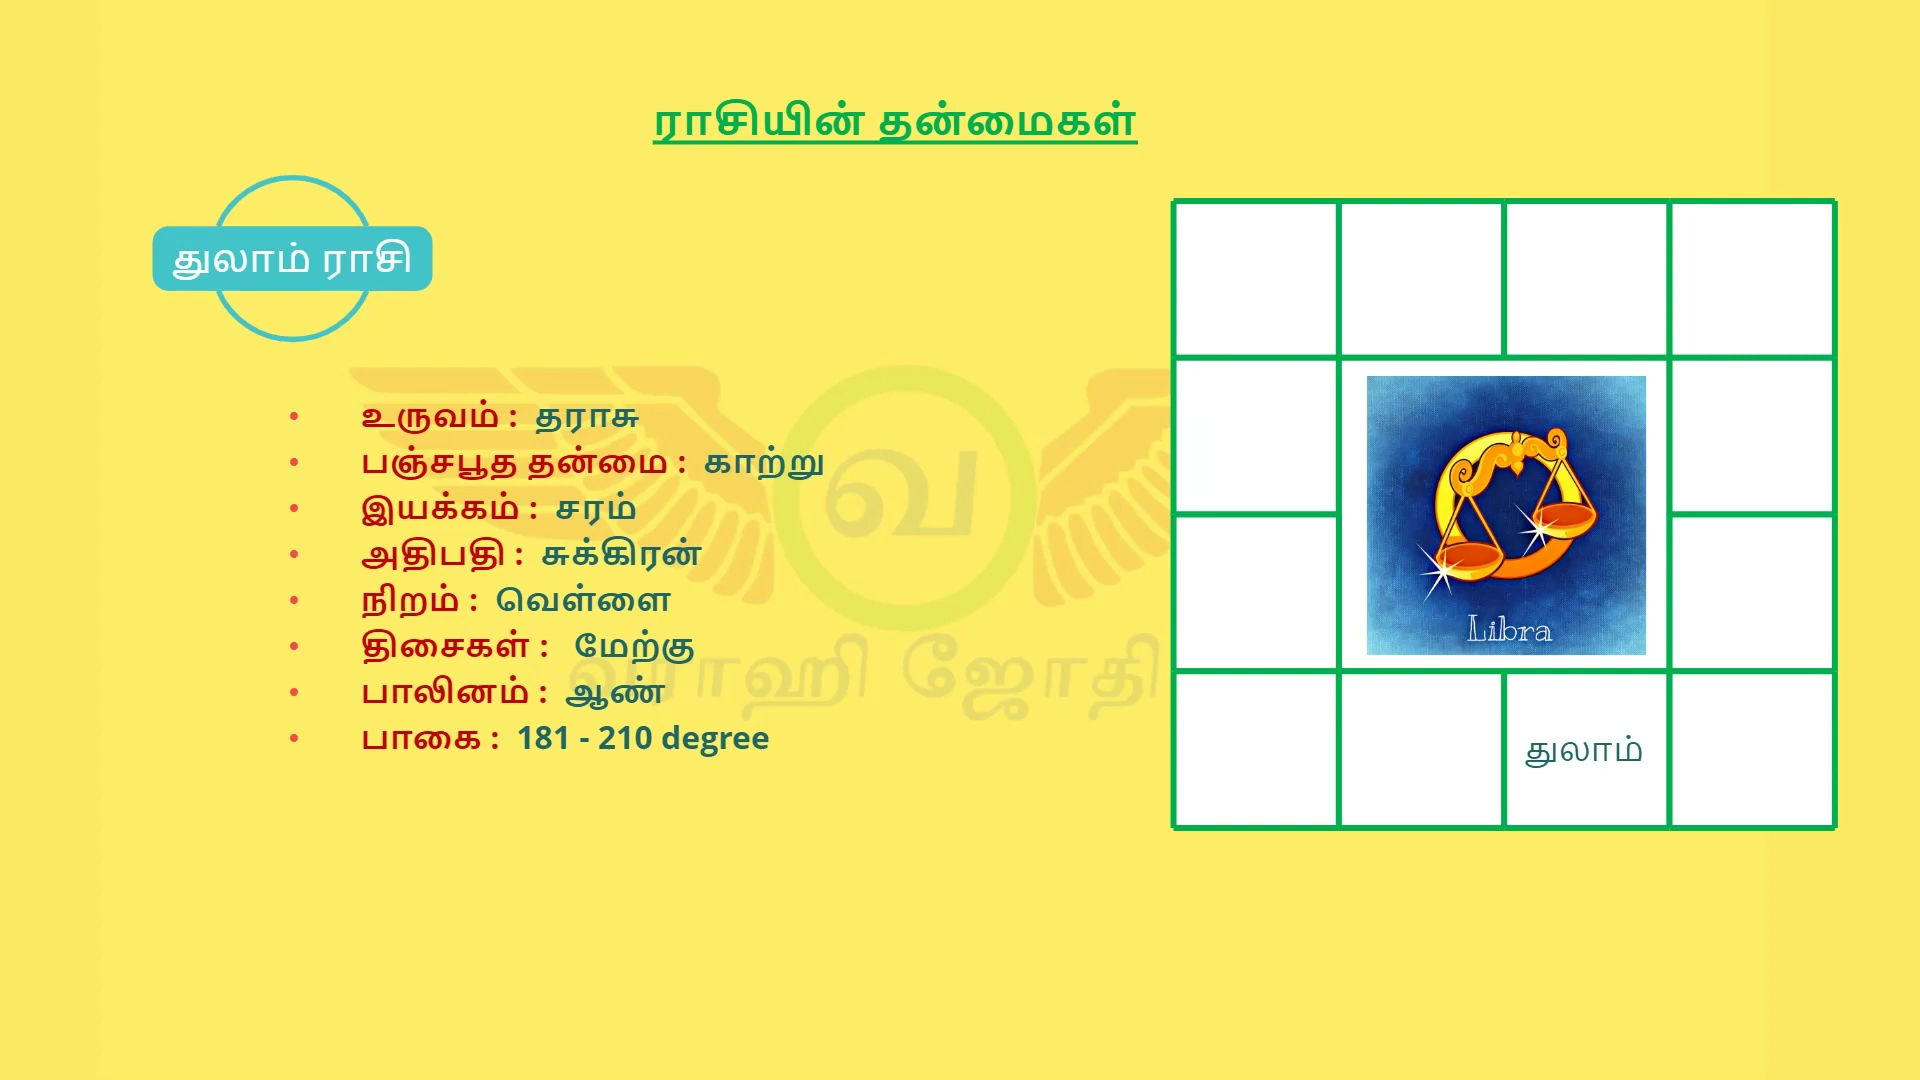 ராசியின் தன்மைகள்
துலாம் ராசி
• உருவம் : தராசு
• பஞ்சபூத தன்மை : காற்று
• இயக்கம் : சரம்
• அதிபதி : சுக்கிரன்
• நிறம் : வெள்ளை
• திசைகள் : மேற்கு
• பாலினம் : ஆண்
• பாகை : 181 - 210 degree
வ
வராஹி ஜோதி
Libra
துலாம்